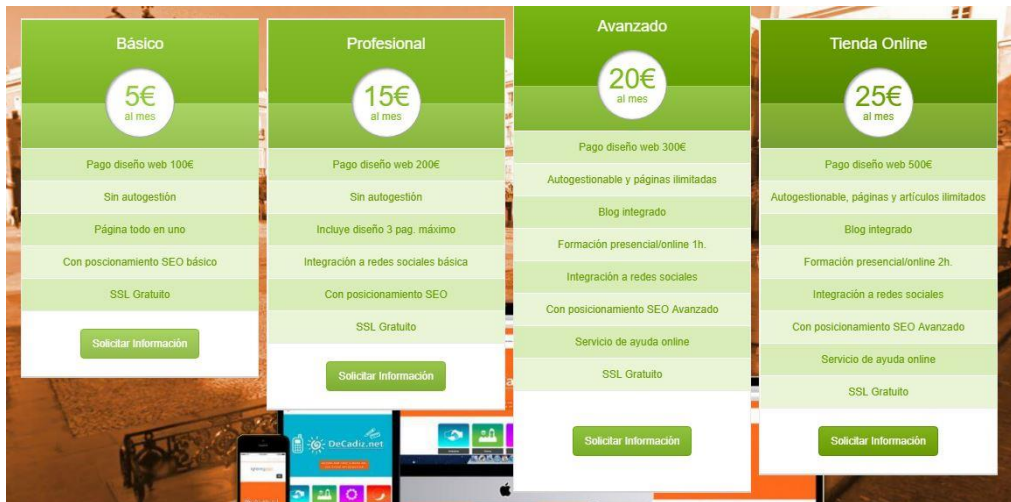 Básico
5€
al mes
Pago diseño web 100€
Sin autogestión
Página todo en uno
Con poscionamiento SEO básico
SSL Gratuito
Solicitar Información
Profesional
15€
al mes
Pago diseño web 200€
Sin autogestión
Incluye diseño 3 pag. máximo
Integración a redes sociales básica
Con posicionamiento SEO
SSL Gratuito
Solicitar Información
Avanzado
20€
al mes
Pago diseño web 300€
Autogestionable y páginas ilimitadas
Blog integrado
Formación presencial/online 1h.
Integración a redes sociales
Con posicionamiento SEO Avanzado
Servicio de ayuda online
SSL Gratuito
Solicitar Información
Tienda Online
25€
al mes
Pago diseño web 500€
Autogestionable, páginas y artículos ilimitados
Blog integrado
Formación presencial/online 2h.
Integración a redes sociales
Con posicionamiento SEO Avanzado
Servicio de ayuda online
SSL Gratuito
Solicitar Información
DeCadiz.net